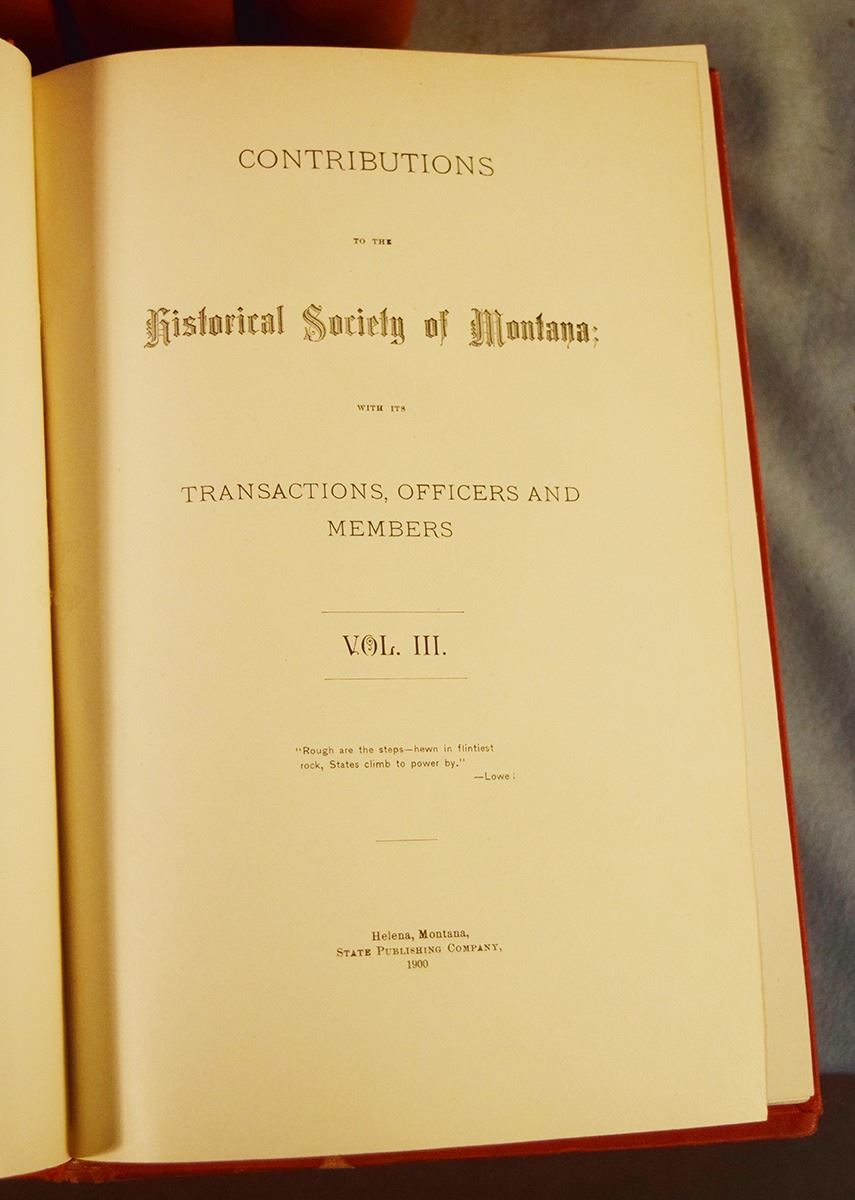 CONTRIBUTIONS
TO THE
Historical Society of Montana;
WITH ITS
TRANSACTIONS, OFFICERS AND
MEMBERS
VOL. III.
"Rough are the steps—hewn in flintiest
rock, States climb to power by."
—Lowe
Helena, Montana,
STATE PUBLISHING COMPANY,
1900